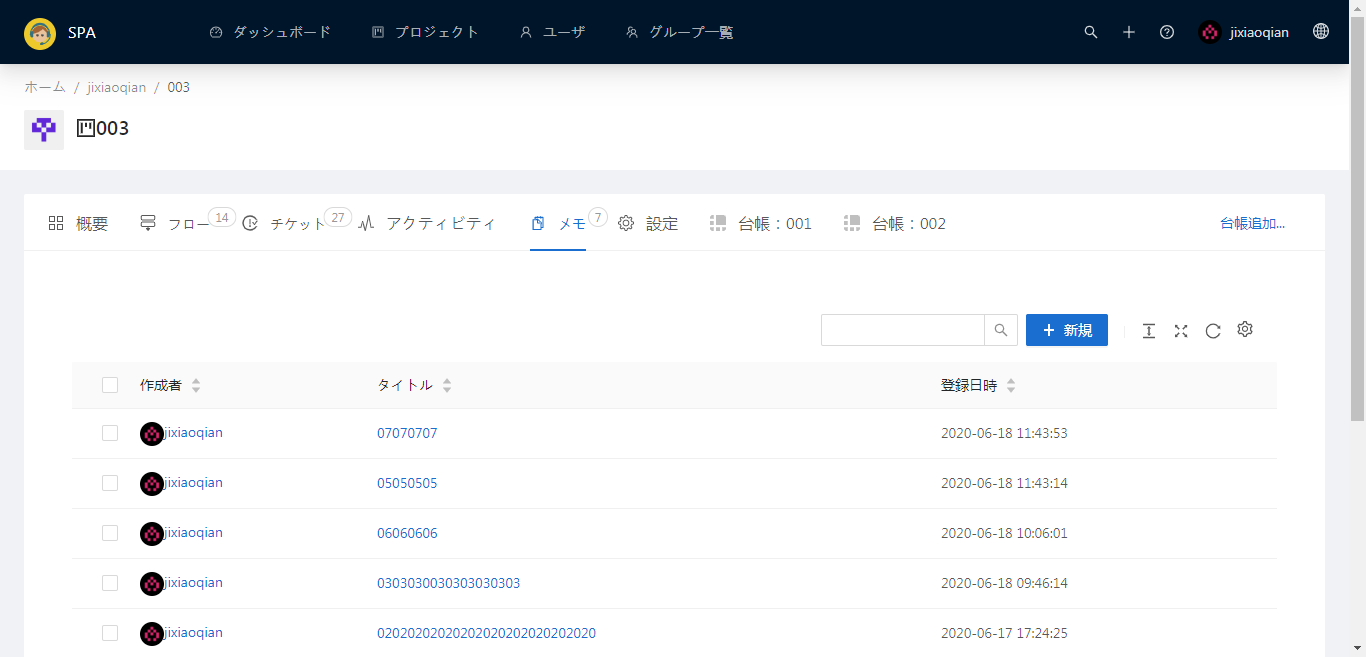 SPA ダッシュボード プロジェクト ユーザ グループ一覧 jixiaoqian
ホーム / jixiaoqian / 003
003
概要 フロー 14 チケット 27 アクティビティ メモ 7 設定 台帳：001 台帳：002 台帳追加...
+ 新規
作成者 タイトル 登録日時
jixiaoqian 07070707 2020-06-18 11:43:53
jixiaoqian 05050505 2020-06-18 11:43:14
jixiaoqian 06060606 2020-06-18 10:06:01
jixiaoqian 0303030030303030303 2020-06-18 09:46:14
jixiaoqian 02020202020202020202020202020 2020-06-17 17:24:25